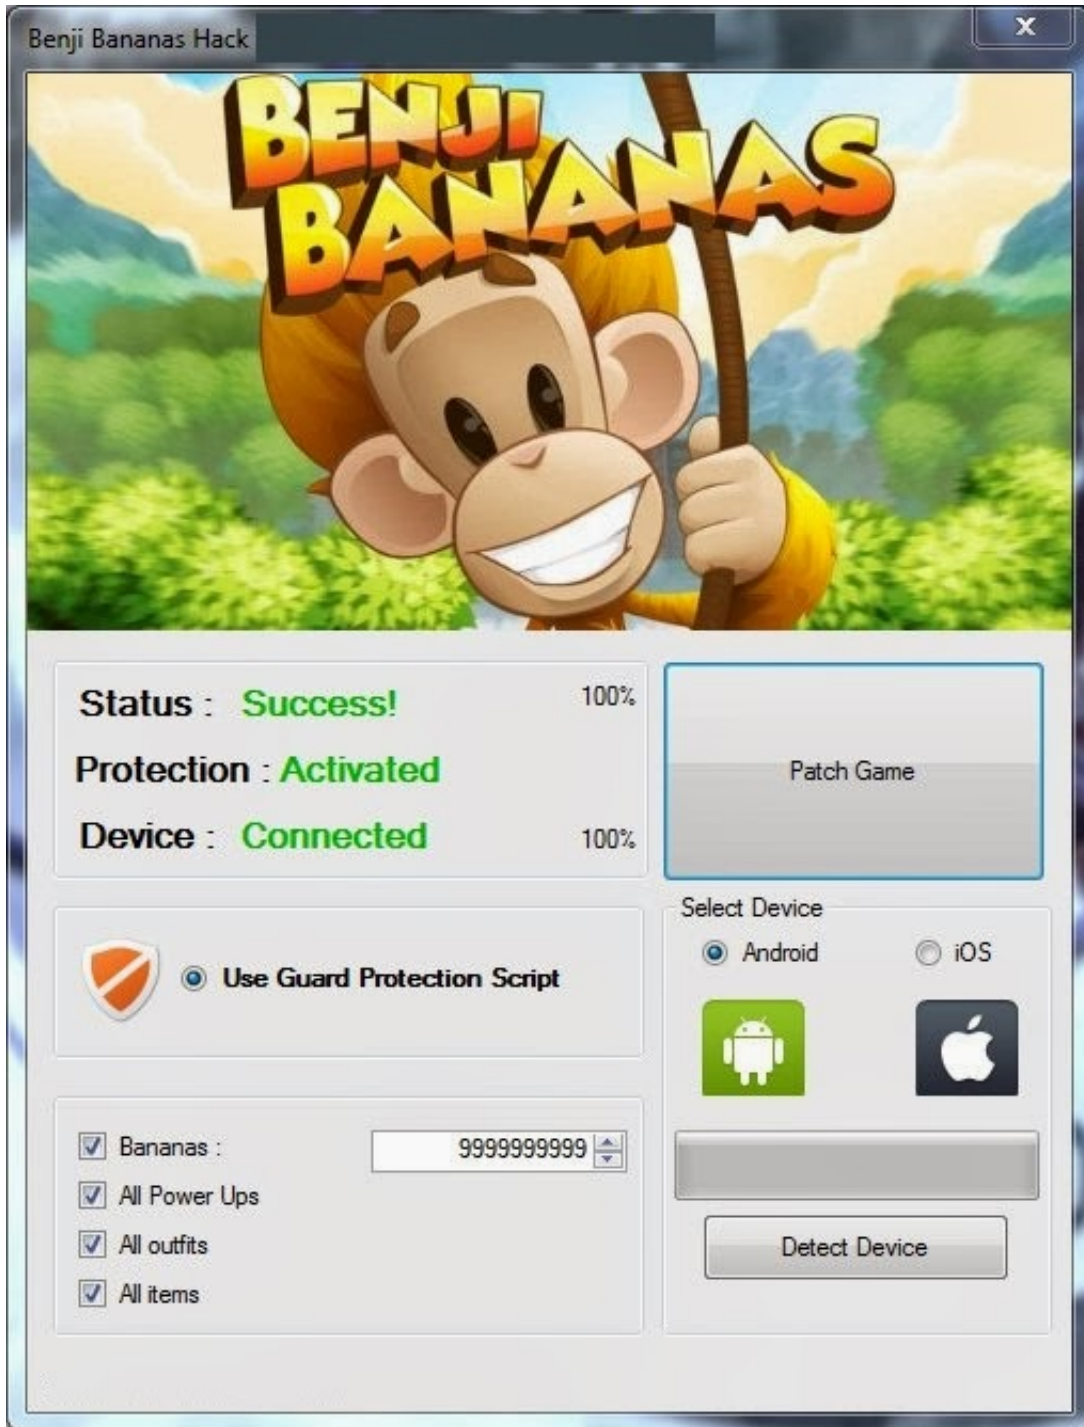 Benji Bananas Hack
X
BENJI
BANANAS
Status : Success! 100%
Protection : Activated
Device : Connected 100%
Patch Game
Use Guard Protection Script
Select Device
Android
iOS
Bananas : 9999999999
All Power Ups
All outfits
All items
Detect Device